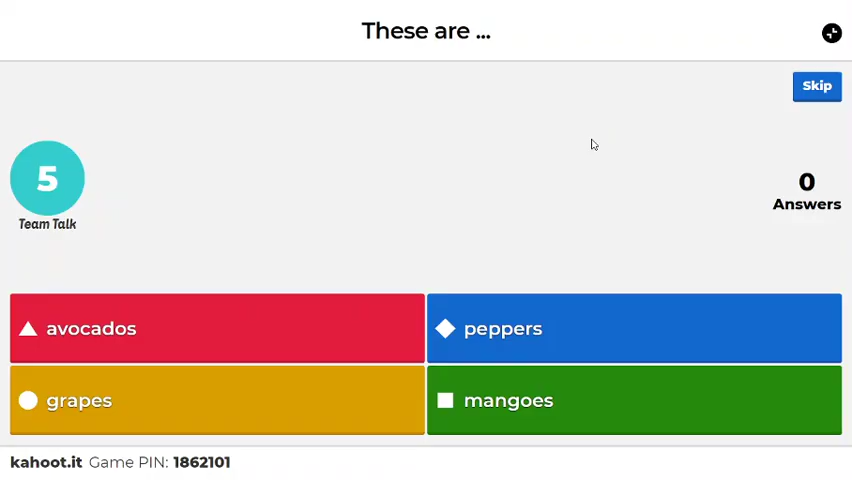 These are ...
Skip
5
Team Talk
0
Answers
avocados
peppers
grapes
mangoes
kahoot.it Game PIN: 1862101